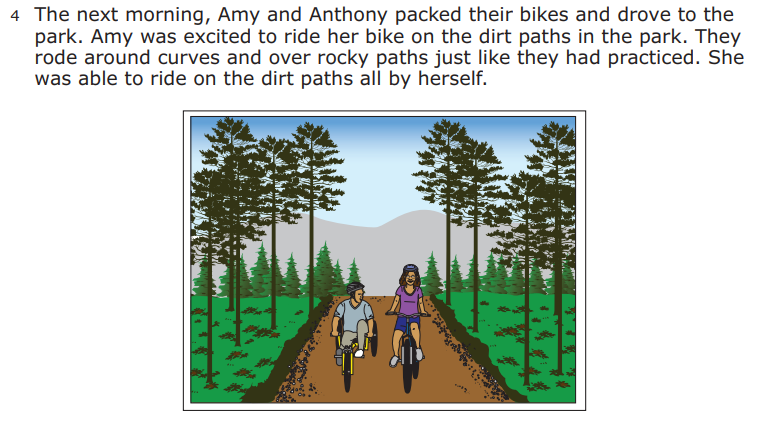 4 The next morning, Amy and Anthony packed their bikes and drove to the
park. Amy was excited to ride her bike on the dirt paths in the park. They
rode around curves and over rocky paths just like they had practiced. She
was able to ride on the dirt paths all by herself.